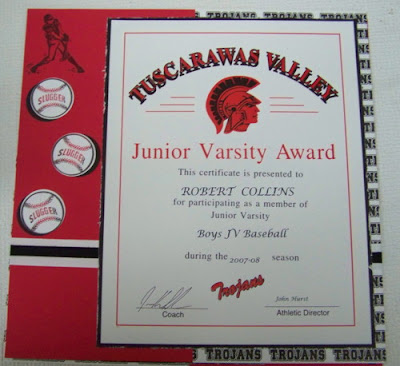 TROJANS TROJANS TROJANS
TUSCARAWAS VALLEY
SLUGGER
SLUGGER
SLUGGER
Junior Varsity Award
This certificate is presented to
ROBERT COLLINS
for participating as a member of
Junior Varsity
Boys JV Baseball
during the 2007-08 season
Trojans
John Hurst
Coach
Athletic Director
TROJANS TROJANS TROJANS